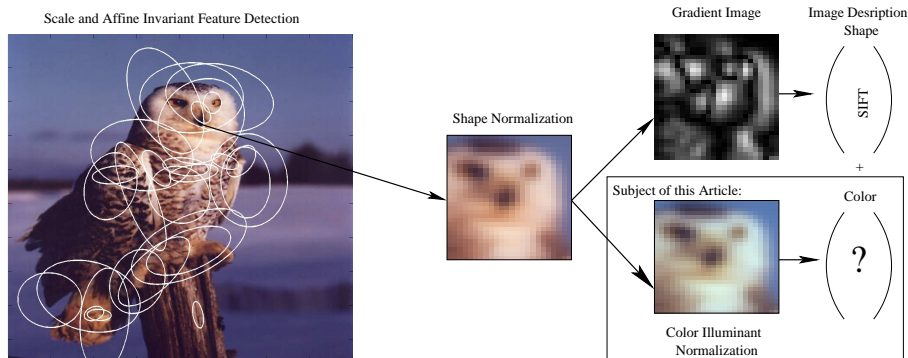 Scale and Affine Invariant Feature Detection
Shape Normalization
Gradient Image
Image Desription
Shape
SIFT
+
Subject of this Article:
Color
?
Color Illuminant
Normalization